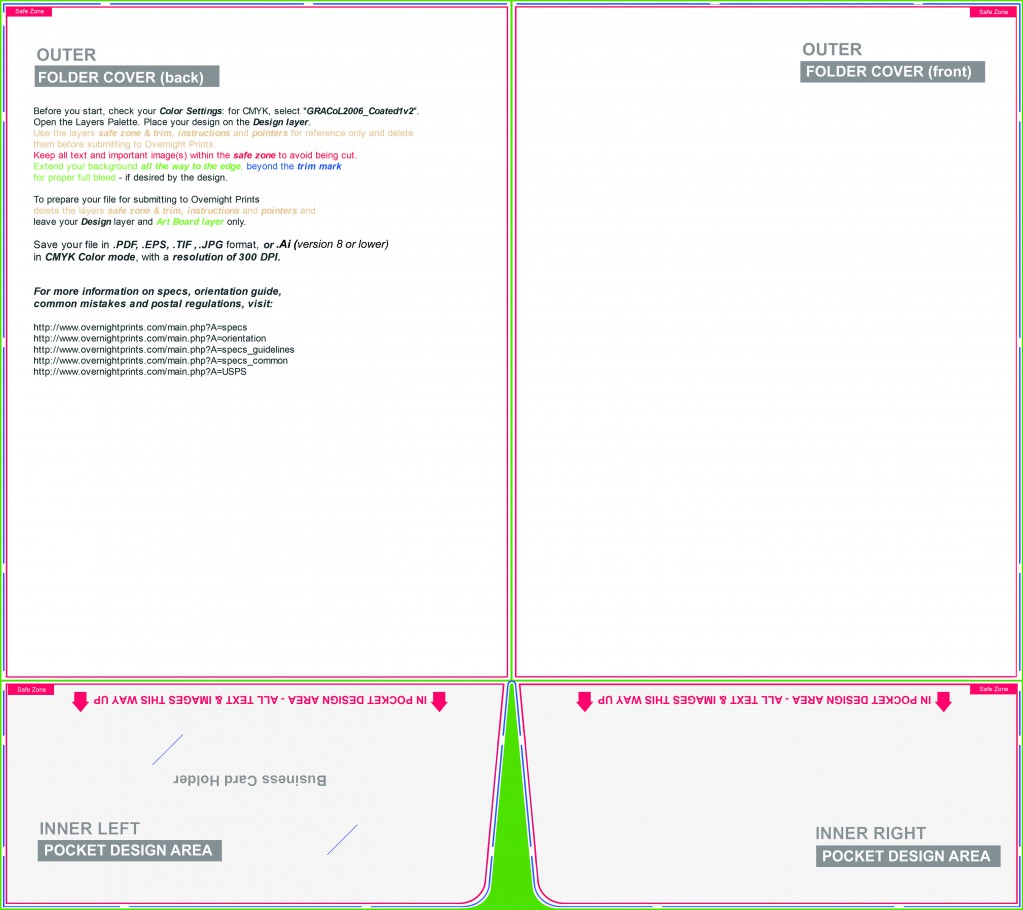 Safe Zone
OUTER
FOLDER COVER (back)
Before you start, check your Color Settings: for CMYK, select "GRACoL2006_Coated1v2".
Open the Layers Palette. Place your design on the Design layer.
Use the layers safe zone & trim, instructions and pointers for reference only and delete
them before submitting to Overnight Prints.
Keep all text and important image(s) within the safe zone to avoid being cut.
Extend your background all the way to the edge, beyond the trim mark
for proper full bleed - if desired by the design.
To prepare your file for submitting to Overnight Prints
delete the layers safe zone & trim, instructions and pointers and
leave your Design layer and Art Board layer only.
Save your file in .PDF, .EPS, .TIF , .JPG format, or .Ai (version 8 or lower)
in CMYK Color mode, with a resolution of 300 DPI.
For more information on specs, orientation guide,
common mistakes and postal regulations, visit:
http://www.overnightprints.com/main.php?A=specs
http://www.overnightprints.com/main.php?A=orientation
http://www.overnightprints.com/main.php?A=specs_guidelines
http://www.overnightprints.com/main.php?A=specs_common
http://www.overnightprints.com/main.php?A=USPS
Safe Zone
OUTER
FOLDER COVER (front)
Safe Zone
IN POCKET DESIGN AREA - ALL TEXT & IMAGES THIS WAY UP
Business Card Holder
INNER LEFT
POCKET DESIGN AREA
Safe Zone
IN POCKET DESIGN AREA - ALL TEXT & IMAGES THIS WAY UP
INNER RIGHT
POCKET DESIGN AREA